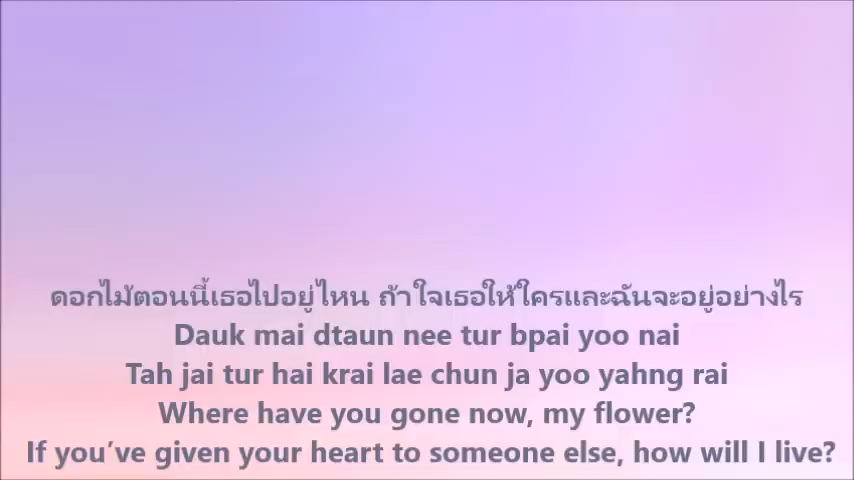 ดอกไม้ตอนนี้เธอไปอยู่ไหน ถ้าใจเธอให้ใครและฉันจะอยู่อย่างไร
Dauk mai dtaun nee tur bpai yoo nai
Tah jai tur hai krai lae chun ja yoo yahng rai
Where have you gone now, my flower?
If you’ve given your heart to someone else, how will I live?